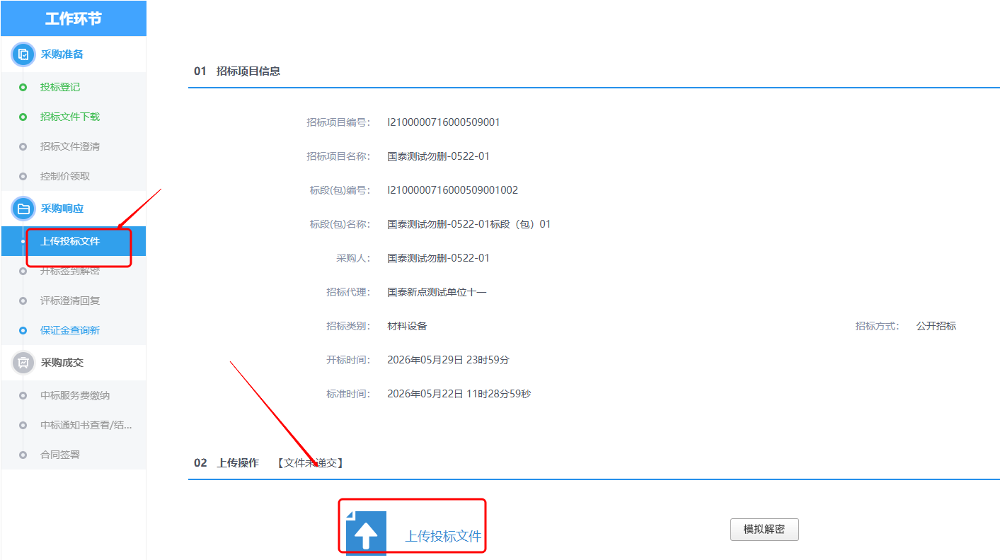 工作环节
采购准备
投标登记
招标文件下载
招标文件澄清
控制价领取
采购响应
上传投标文件
开标签到解密
评标澄清回复
保证金查询新
采购成交
中标服务费缴纳
中标通知书查看/结...
合同签署
01 招标项目信息
招标项目编号： I2100000716000509001
招标项目名称： 国泰测试勿删-0522-01
标段(包)编号： I2100000716000509001002
标段(包)名称： 国泰测试勿删-0522-01标段（包）01
采购人： 国泰测试勿删-0522-01
招标代理： 国泰新点测试单位十一
招标类别： 材料设备 招标方式： 公开招标
开标时间： 2026年05月29日 23时59分
标准时间： 2026年05月22日 11时28分59秒
02 上传操作 【文件未递交】
上传投标文件 模拟解密